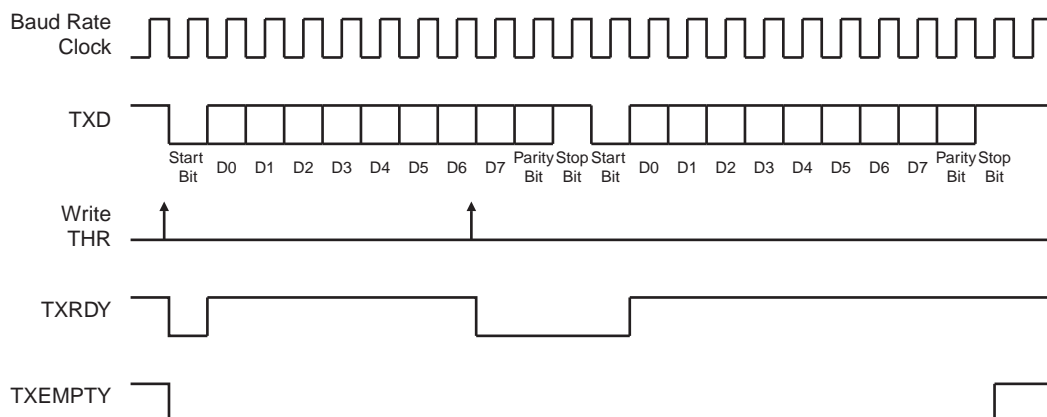 Baud Rate
Clock
TXD
Start
Bit
D0
D1
D2
D3
D4
D5
D6
D7
Parity
Bit
Stop
Bit
Start
Bit
D0
D1
D2
D3
D4
D5
D6
D7
Parity
Bit
Stop
Bit
Write
THR
TXRDY
TXEMPTY